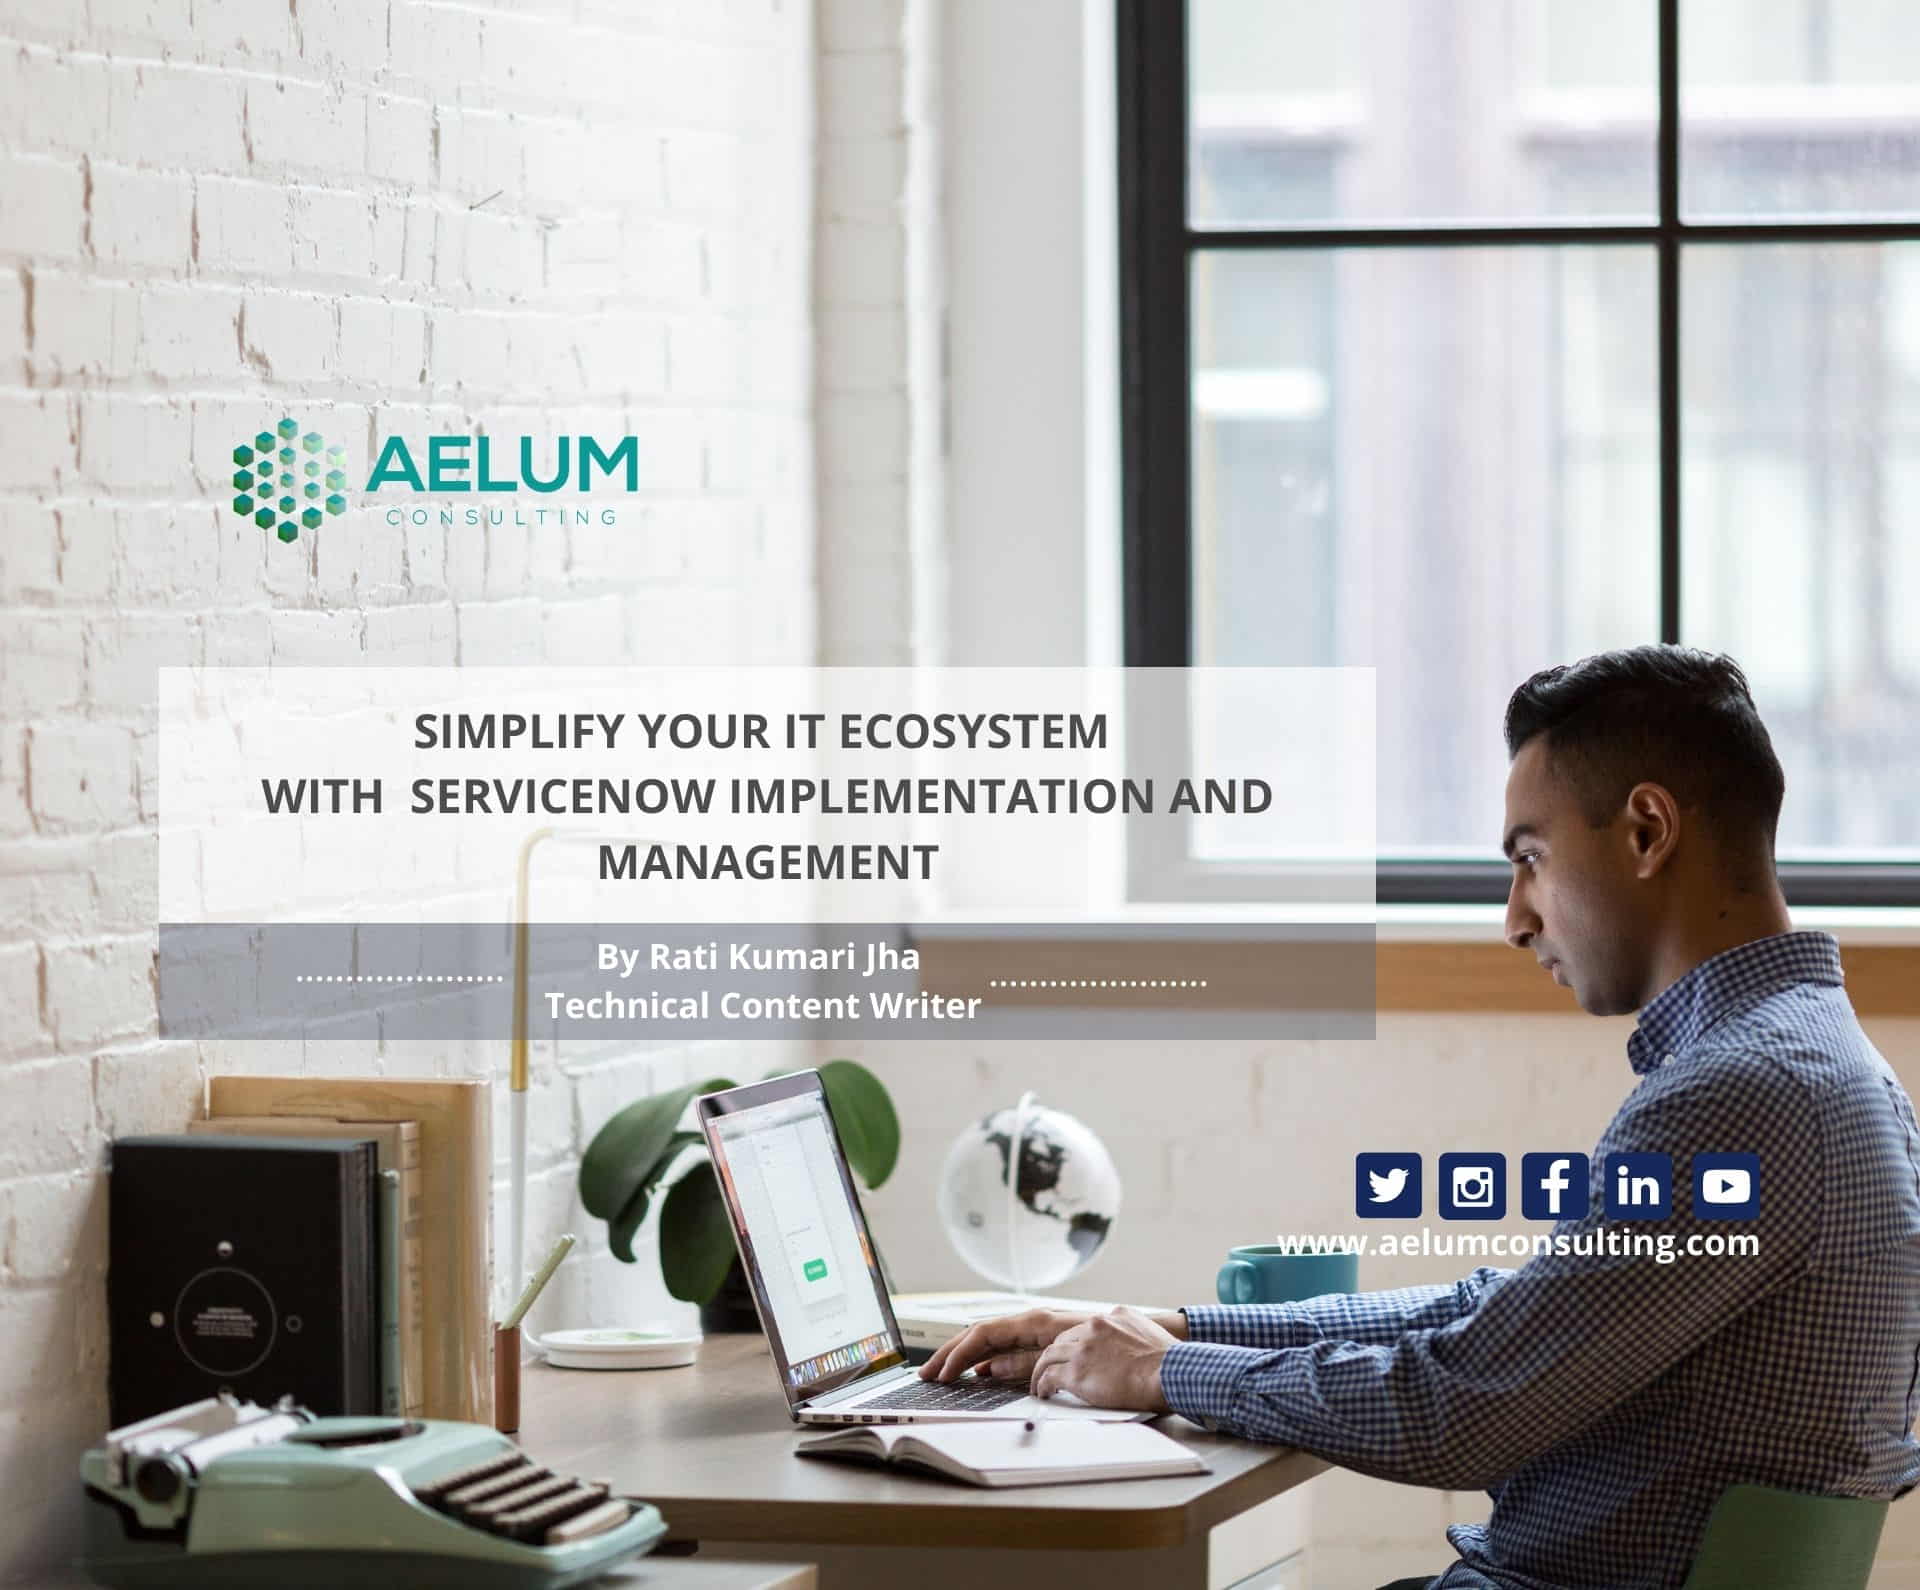 AELUM
CONSULTING
SIMPLIFY YOUR IT ECOSYSTEM
WITH SERVICENOW IMPLEMENTATION AND
MANAGEMENT
By Rati Kumari Jha
Technical Content Writer
in
www.aelumconsulting.com